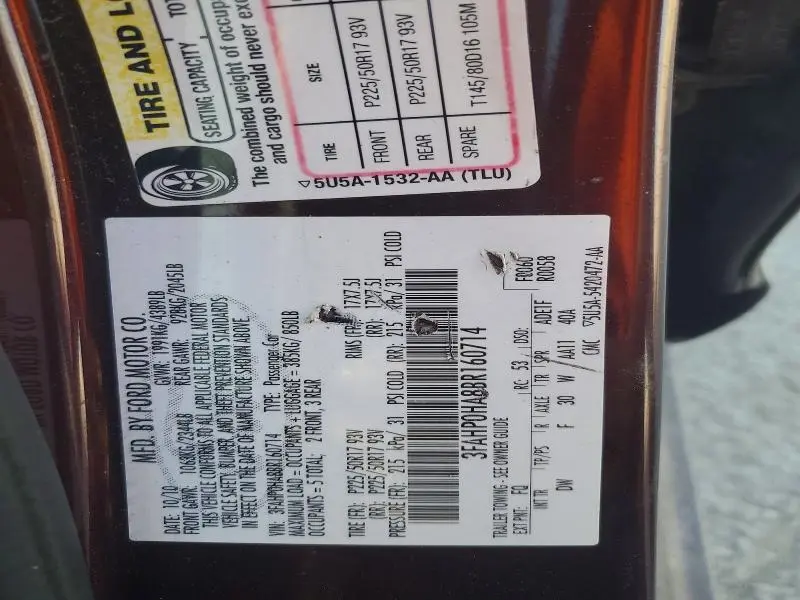 TIRE AND LO
SEATING CAPACITY TOT
The combined weight of occup
and cargo should never exc
TIRE SIZE
FRONT P225/50R17 93V
REAR P225/50R17 93V
SPARE T145/80D16 105M
5U5A-1532-AA (TLU)
MFD. BY FORD MOTOR CO.
DATE: 10/10 GVWR: 1991KG/4389LB
FRONT GAWR: 1068KG/2344LB REAR GAWR: 928KG/2045LB
THIS VEHICLE CONFORMS TO ALL APPLICABLE FEDERAL MOTOR
VEHICLE SAFETY, BUMPER, AND THEFT PREVENTION STANDARDS
IN EFFECT ON THE DATE OF MANUFACTURE SHOWN ABOVE
VIN: 3FAHP0HA8BR160714 TYPE: Passenger Car
MAXIMUM LOAD = OCCUPANTS + LUGGAGE = 385KG/850LB
OCCUPANTS = 5 TOTAL; 2 FRONT, 3 REAR
TIRE (FR): P225/50R17 93V RIMS 17X7.5J
(RR): P225/50R17 93V (RR): 17X7.5J
PRESSURE (FR): 215 kPa/ 31 PSI COLD (RR): 215 kPa/ 31 PSI COLD
3FAHP0HA8BR160714
TRAILER TOWING - SEE OWNER GUIDE FR060
EXT PNT: FQ RC: 53 DSO: R0058
INT TR TP/PS R AXLE TR SPR ADE1F
DW F 30 W AA11 40A
CMC 5U5A-5420472-AA